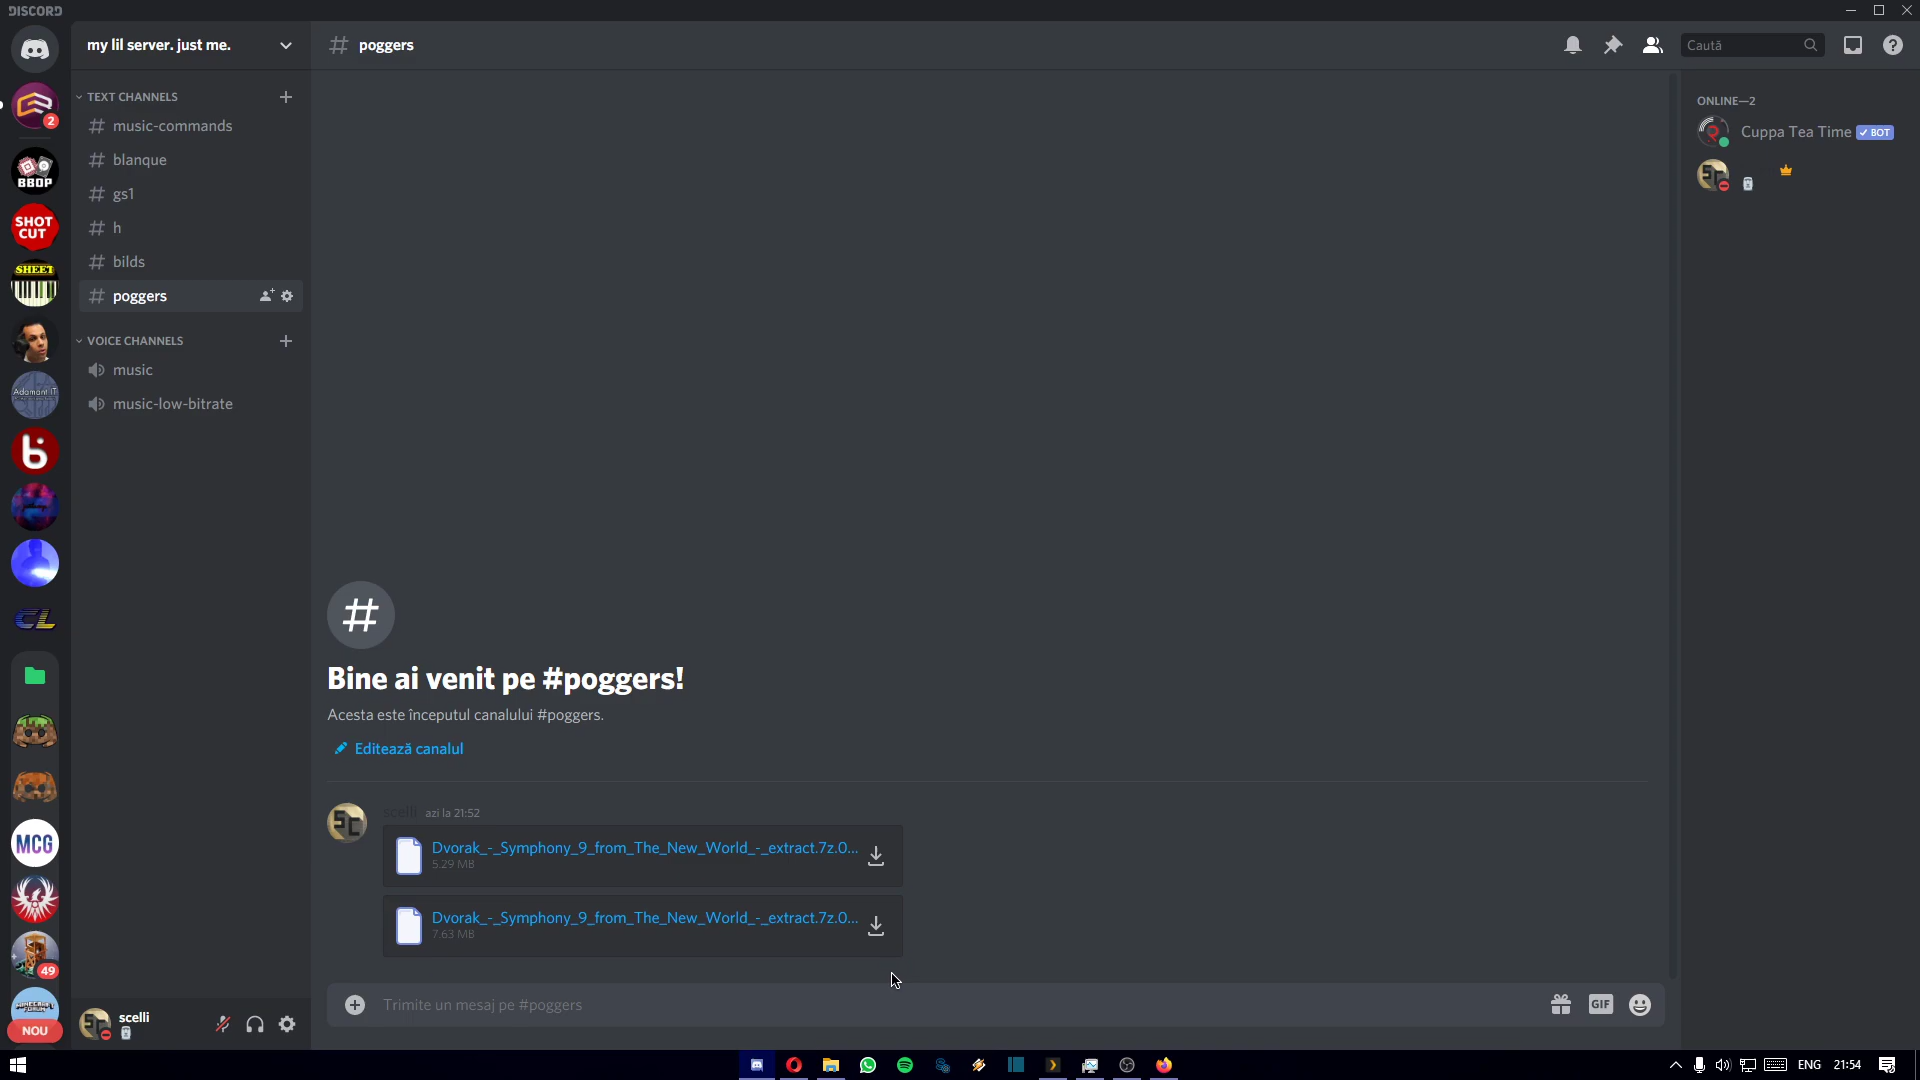 DISCORD
my lil server. just me.
poggers
Caută
2
TEXT CHANNELS
music-commands
blanque
gs1
h
bilds
poggers
VOICE CHANNELS
music
music-low-bitrate
BBDP
SHOT
CUT
SHEET
Adamant IT
CL
MCG
49
NOU
scelli
Bine ai venit pe #poggers!
Acesta este începutul canalului #poggers.
Editează canalul
scelli azi la 21:52
Dvorak_-_Symphony_9_from_The_New_World_-_extract.7z.0...
5.29 MB
Dvorak_-_Symphony_9_from_The_New_World_-_extract.7z.0...
7.63 MB
Trimite un mesaj pe #poggers
GIF
ONLINE—2
Cuppa Tea Time BOT
ENG 21:54